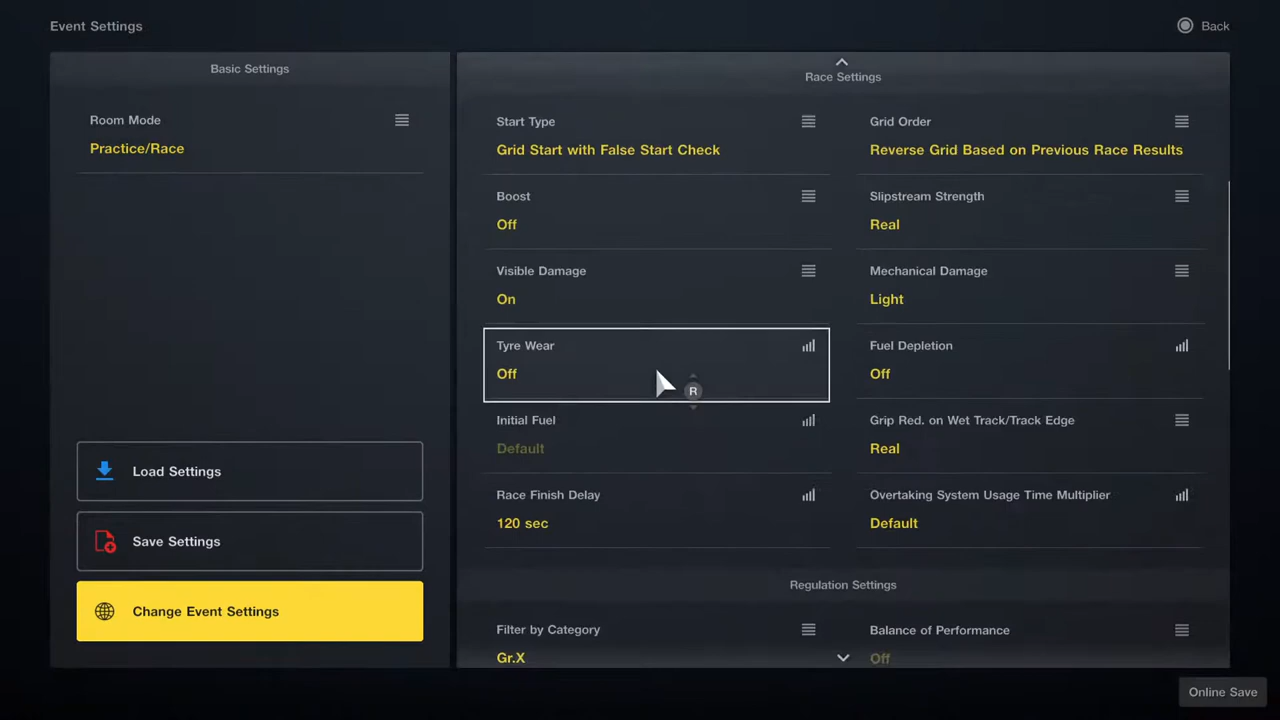 Event Settings
Back
Basic Settings
Room Mode
Practice/Race
Load Settings
Save Settings
Change Event Settings
Race Settings
Start Type
Grid Start with False Start Check
Grid Order
Reverse Grid Based on Previous Race Results
Boost
Off
Slipstream Strength
Real
Visible Damage
On
Mechanical Damage
Light
Tyre Wear
Off
R
Fuel Depletion
Off
Initial Fuel
Default
Grip Red. on Wet Track/Track Edge
Real
Race Finish Delay
120 sec
Overtaking System Usage Time Multiplier
Default
Regulation Settings
Filter by Category
Gr.X
Balance of Performance
Off
Online Save